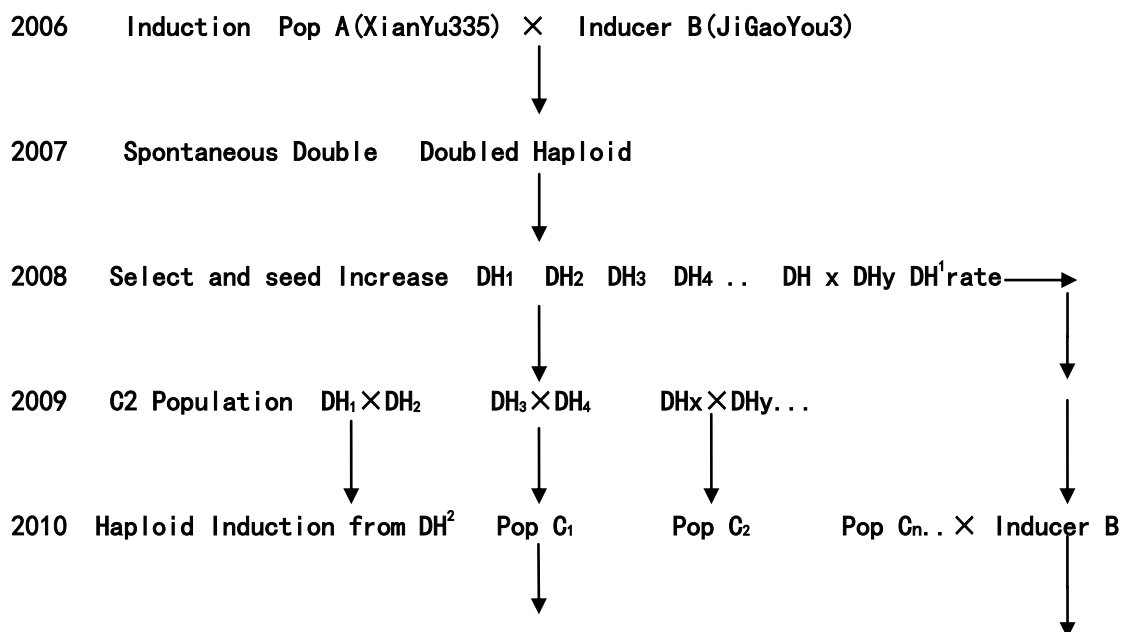 2006 Induction Pop A(XianYu335) × Inducer B(JiGaoYou3)
2007 Spontaneous Double Doubled Haploid
2008 Select and seed Increase DH₁ DH₂ DH₃ DH₄ .. DH x DHy DH¹rate
2009 C2 Population DH₁×DH₂ DH₃×DH₄ DHx×DHy...
2010 Haploid Induction from DH² Pop C₁ Pop C₂ Pop Cₙ.. × Inducer B